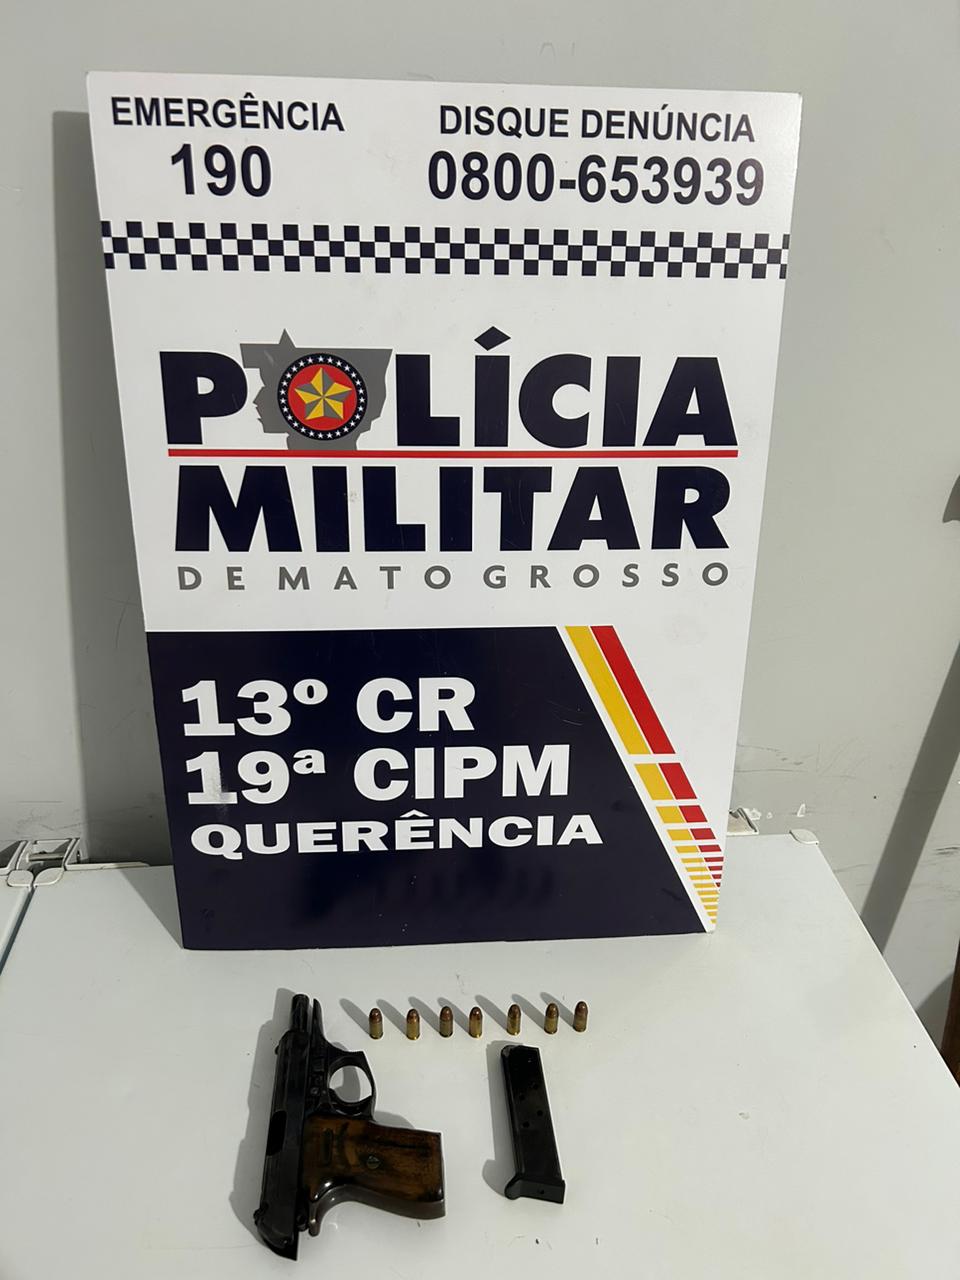 EMERGÊNCIA
190
DISQUE DENÚNCIA
0800-653939
POLÍCIA
MILITAR
DE MATO GROSSO
13º CR
19ª CIPM
QUERÊNCIA